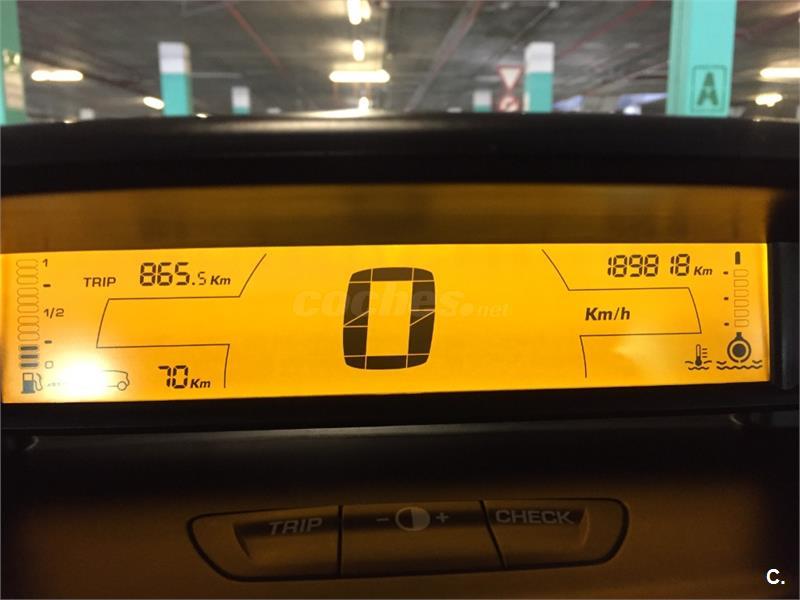 A
1
TRIP 865.5 Km
189818 Km
1/2
coches.net
0
Km/h
0
70 Km
TRIP
- +
CHECK
C.